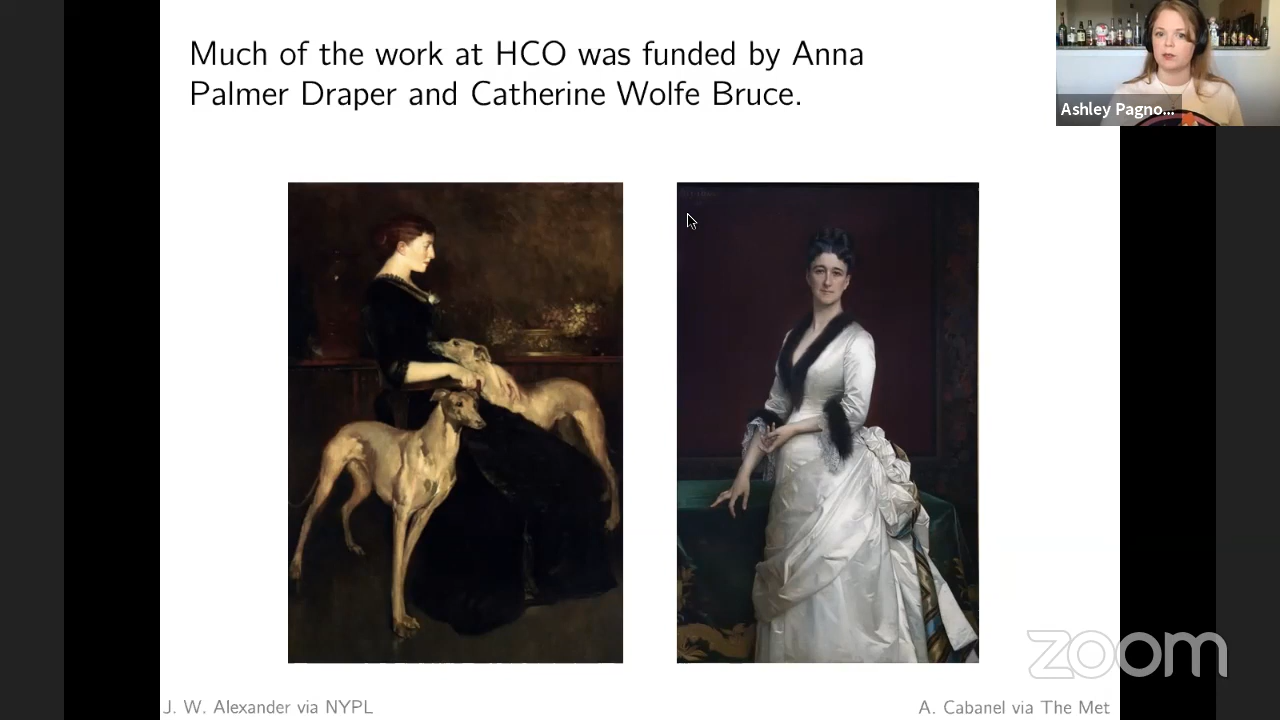 Much of the work at HCO was funded by Anna
Palmer Draper and Catherine Wolfe Bruce.
Ashley Pagno...
zoom
J. W. Alexander via NYPL
A. Cabanel via The Met